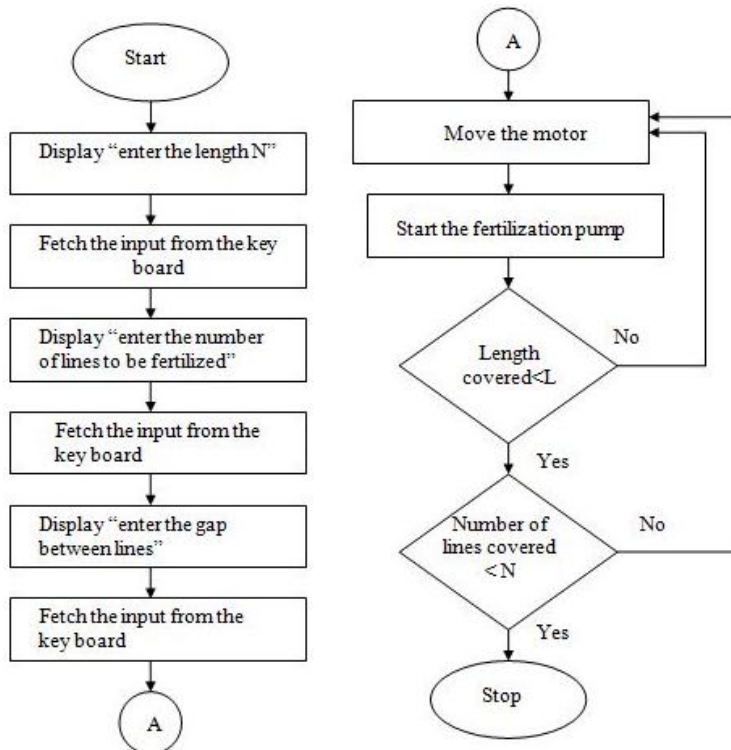 Start
Display “enter the length N”
Fetch the input from the key
board
Display “enter the number
of lines to be fertilized”
Fetch the input from the
key board
Display “enter the gap
between lines”
Fetch the input from the
key board
A
A
Move the motor
Start the fertilization pump
Length
covered<L
No
Yes
Number of
lines covered
< N
No
Yes
Stop